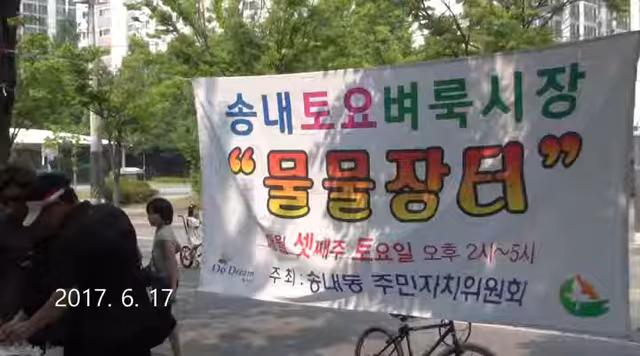 송내토요벼룩시장
“물물장터”
매월 셋째주 토요일 오후 2시~5시
주최 : 송내동 주민자치위원회
Do Dream
2017. 6. 17